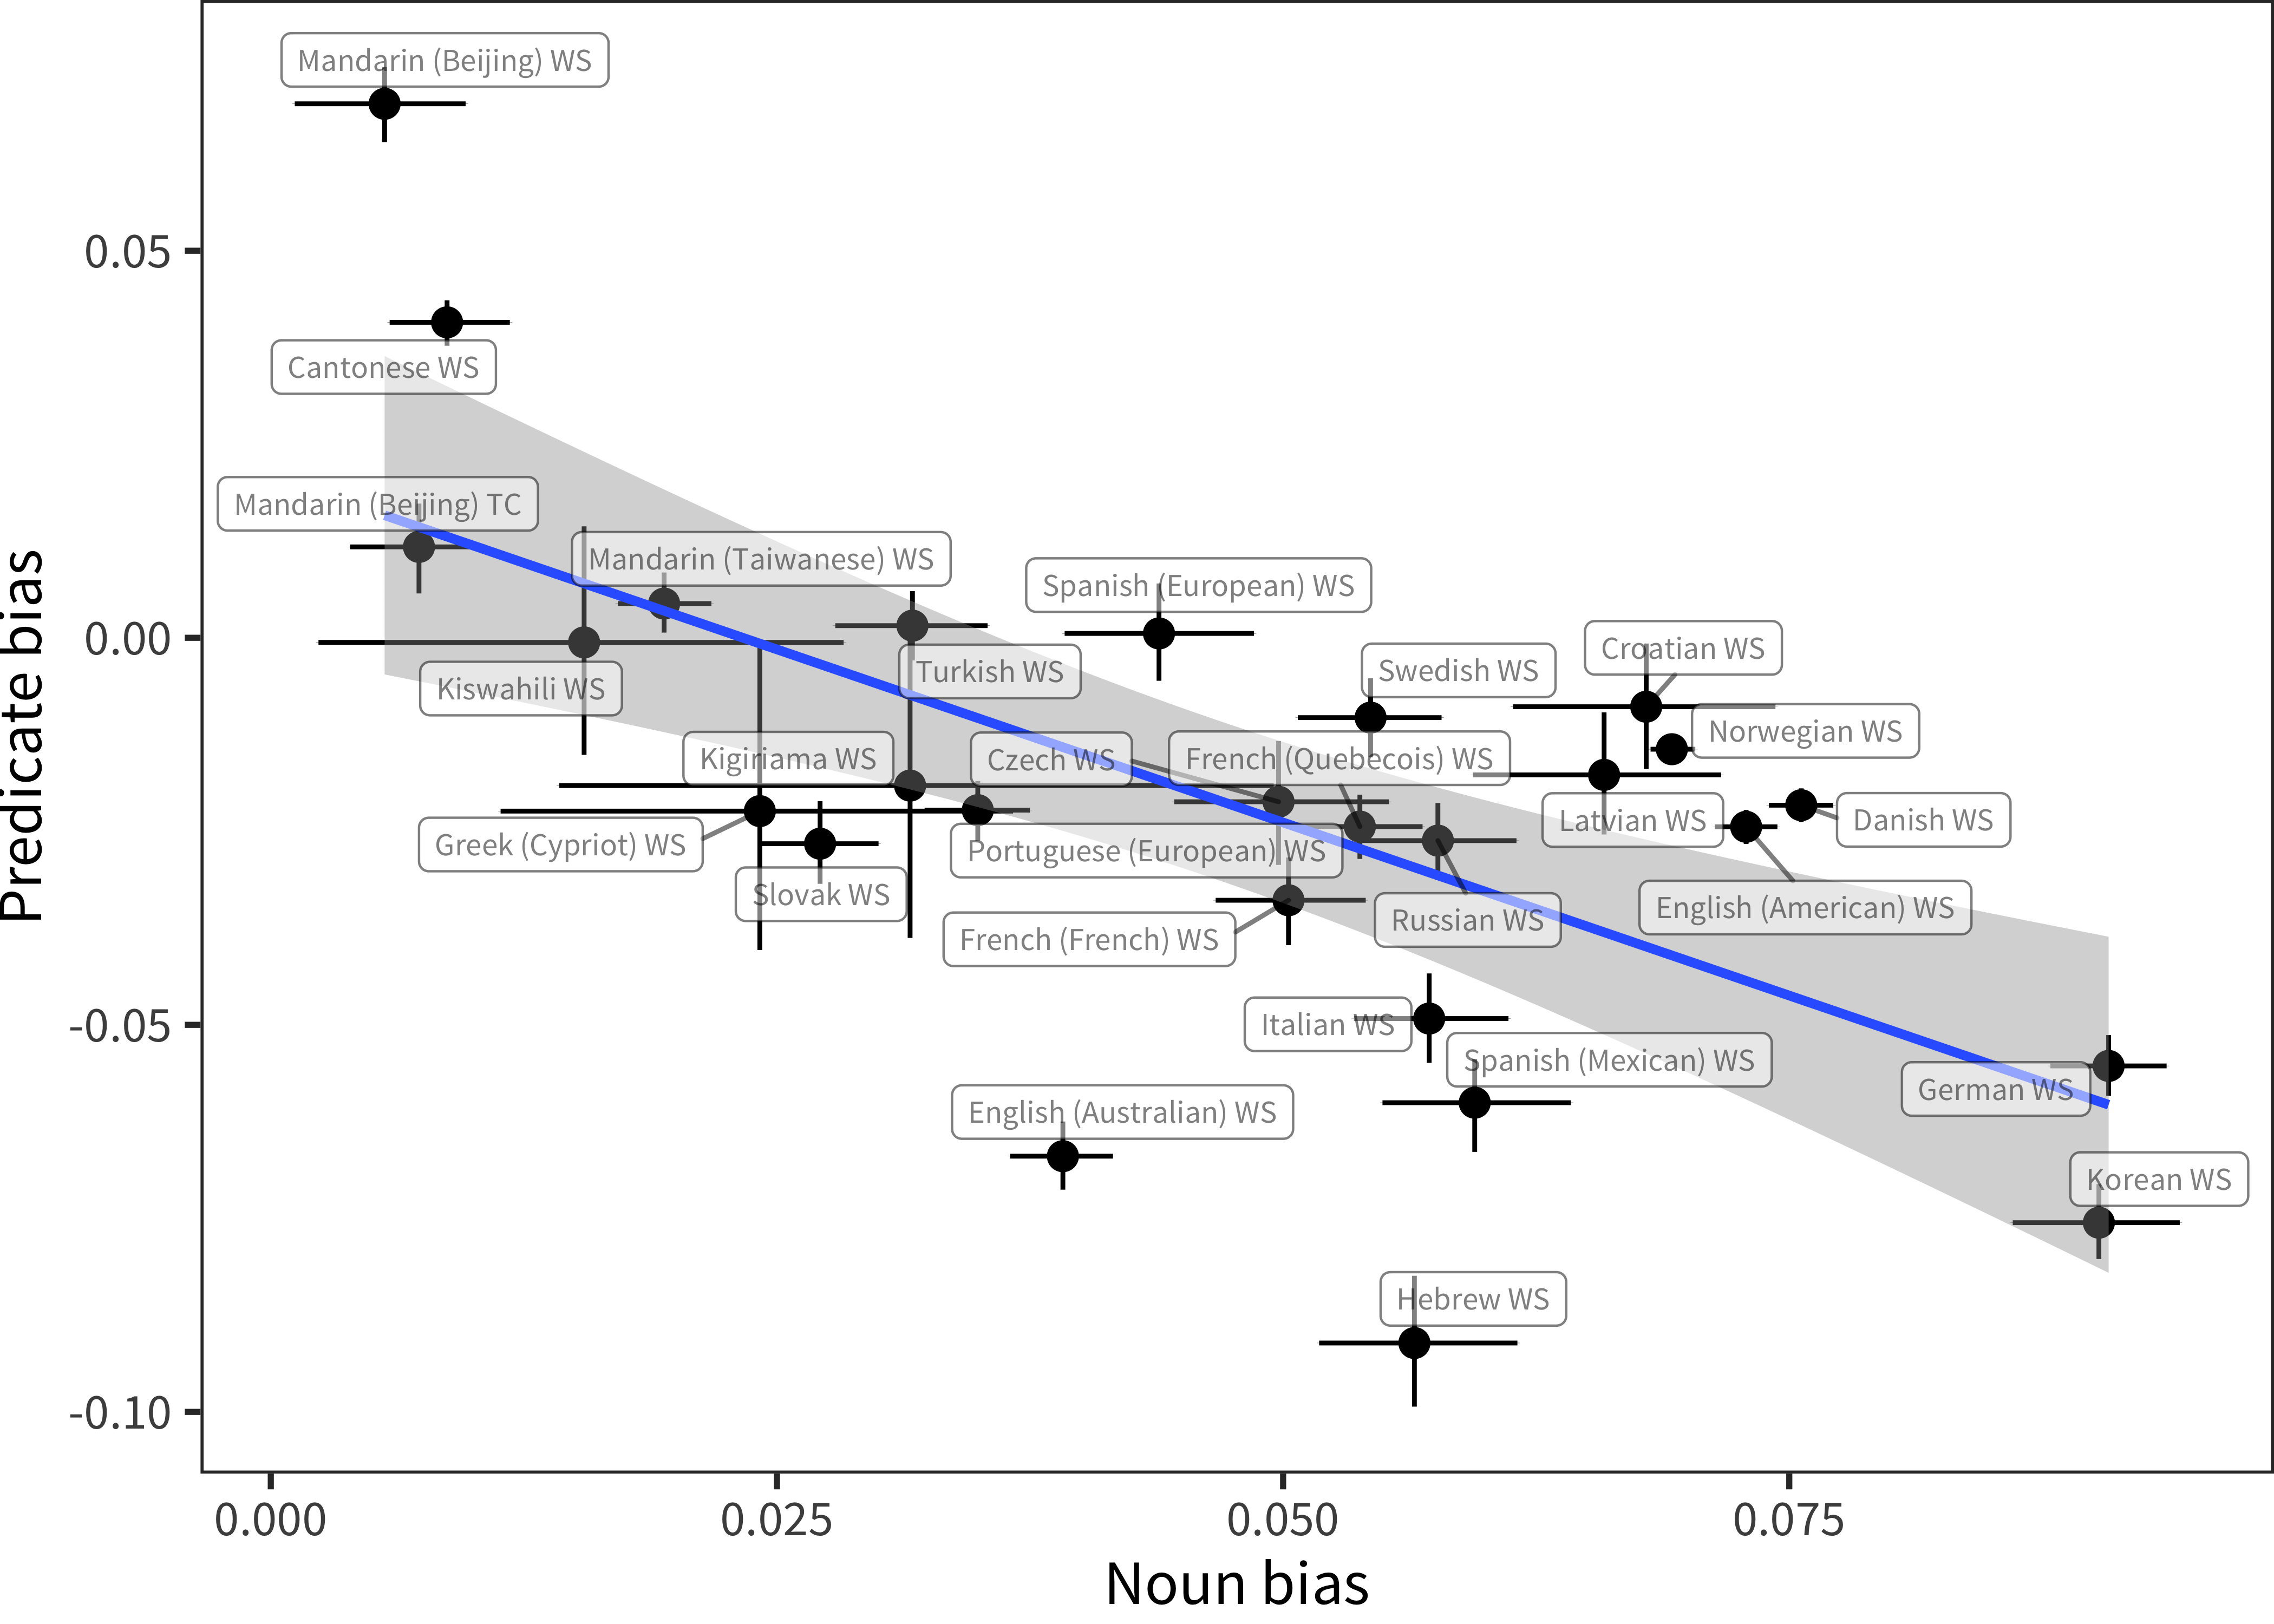 Mandarin (Beijing) WS
0.05
Cantonese WS
Mandarin (Beijing) TC
Mandarin (Taiwanese) WS
Spanish (European) WS
0.00
Croatian WS
Turkish WS
Swedish WS
Kiswahili WS
Norwegian WS
Kigiriama WS
Czech WS
French (Quebecois) WS
Predicate bias
Latvian WS
Danish WS
Greek (Cypriot) WS
Portuguese (European) WS
Slovak WS
English (American) WS
Russian WS
French (French) WS
-0.05
Italian WS
Spanish (Mexican) WS
German WS
English (Australian) WS
Korean WS
Hebrew WS
-0.10
0.000 0.025 0.050 0.075
Noun bias